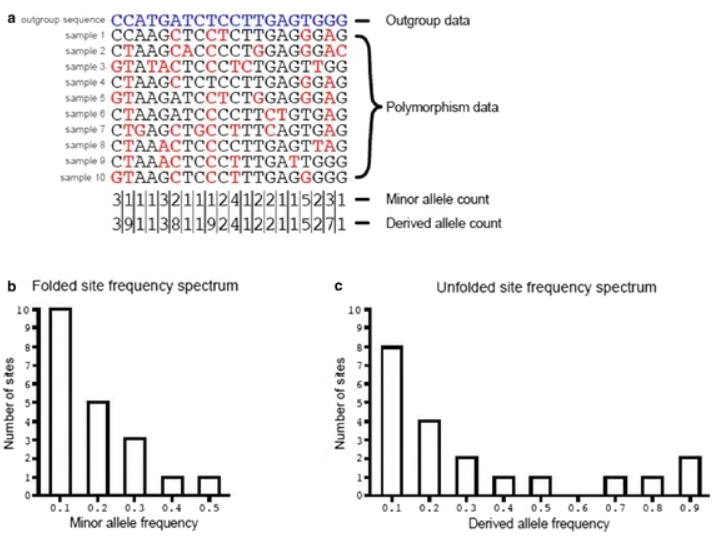 a outgroup sequence CCATGATCTCCTTGAGTGGG Outgroup data
sample 1 CCAAGCTCCTCTTGAGGGAG
sample 2 CTAAGCACCCCTGGAGGGAC
sample 3 GTATACTCCCTCTGAGTTGG
sample 4 CTAAGCTCTCCTTGAGGGAG
sample 5 GTAAGATCCTCTGGAGGGAG
Polymorphism data
sample 6 CTAAGATCCCCTTCTGTGAG
sample 7 CTGAGCTGCCTTTCAGTGAG
sample 8 CTAAACTCCCCTTGAGTTAG
sample 9 CTAAACTCCCTTTGATTGGG
sample 10 GTAAGCTCCCTTTGAGGGGG
3|1|1|1|3|2|1|1|1|2|4|1|2|2|1|1|5|2|3|1 Minor allele count
3|9|1|1|3|8|1|1|9|2|4|1|2|2|1|1|5|2|7|1 Derived allele count
b Folded site frequency spectrum
Number of sites
10
9
8
7
6
5
4
3
2
1
0
0.1 0.2 0.3 0.4 0.5
Minor allele frequency
c Unfolded site frequency spectrum
Number of sites
10
9
8
7
6
5
4
3
2
1
0
0.1 0.2 0.3 0.4 0.5 0.6 0.7 0.8 0.9
Derived allele frequency